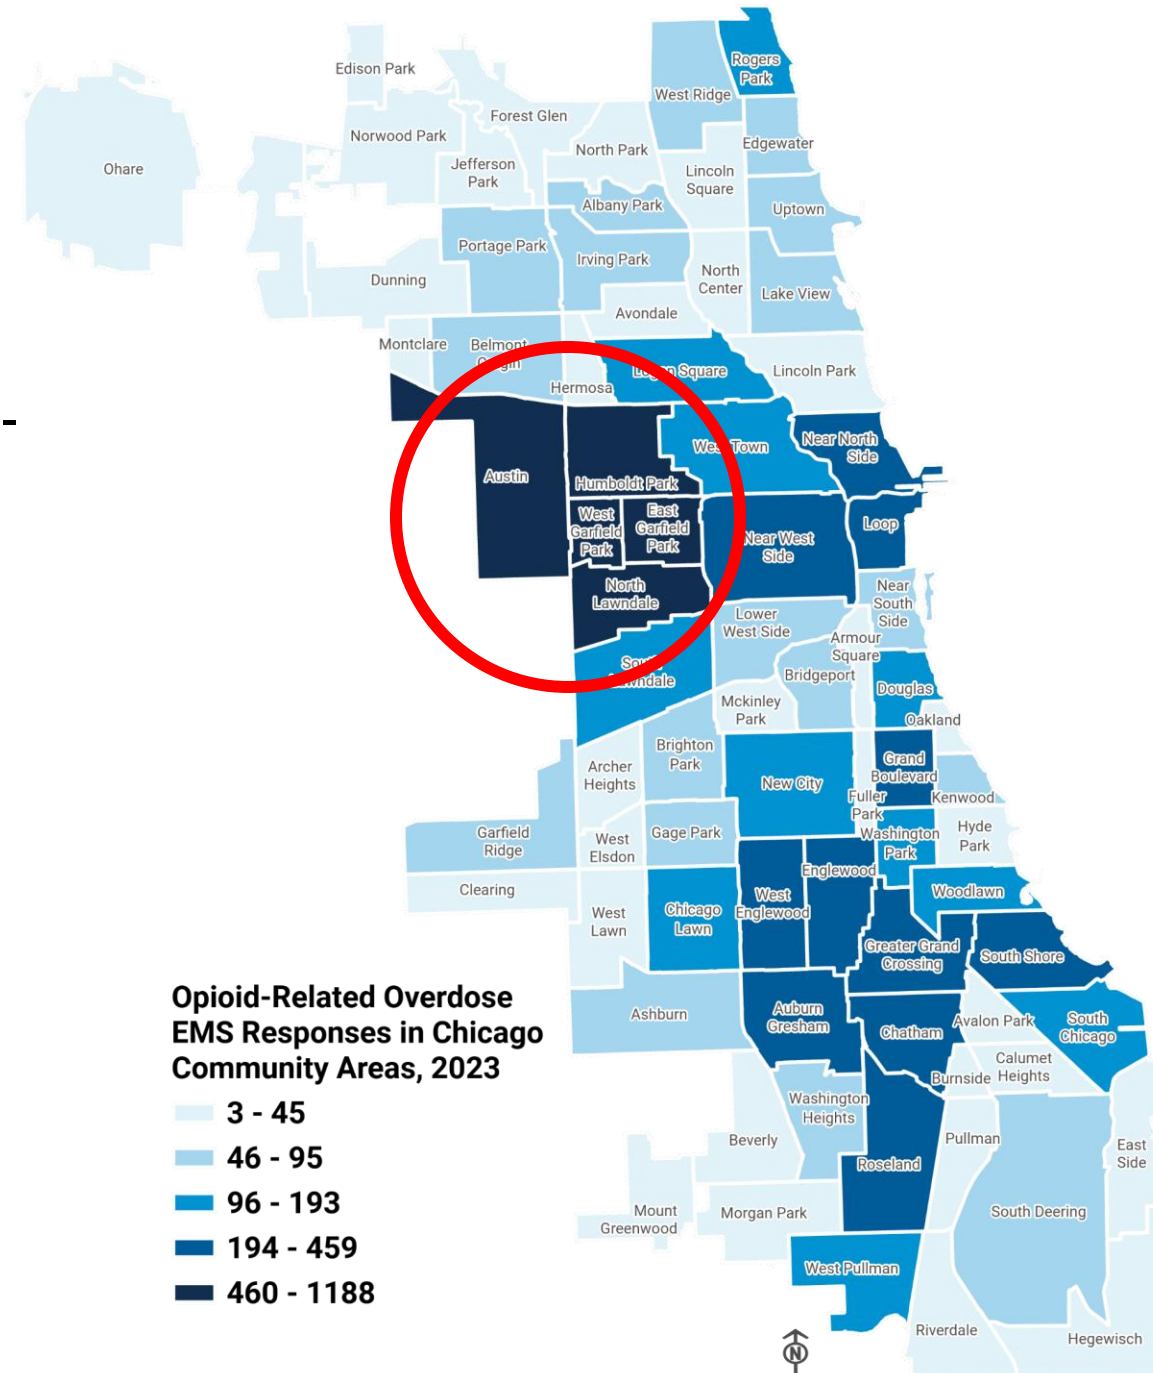 Rogers
Park
Edison Park
West Ridge
Forest Glen
Norwood Park
Edgewater
North Park
Jefferson
Park
Ohare
Lincoln
Square
Albany Park
Uptown
Portage Park
Irving Park
North
Center
Dunning
Lake View
Avondale
Montclare
Belmont
Cragin
Logan Square
Lincoln Park
Hermosa
West Town
Near North
Side
Austin
Humboldt Park
West
Garfield
Park
East
Garfield
Park
Loop
Near West
Side
North
Lawndale
Near
South
Side
Lower
West Side
Armour
Square
South
Lawndale
Bridgeport
Douglas
Mckinley
Park
Oakland
Brighton
Park
Archer
Heights
Grand
Boulevard
New City
Fuller
Park
Kenwood
Garfield
Ridge
West
Elsdon
Gage Park
Washington
Park
Hyde
Park
Englewood
Clearing
West
Englewood
Woodlawn
West
Lawn
Chicago
Lawn
Greater Grand
Crossing
South Shore
Opioid-Related Overdose
EMS Responses in Chicago
Community Areas, 2023
3 - 45
46 - 95
96 - 193
194 - 459
460 - 1188
Ashburn
Auburn
Gresham
Chatham
Avalon Park
South
Chicago
Burnside
Calumet
Heights
Washington
Heights
Beverly
Pullman
East
Side
Roseland
Mount
Greenwood
Morgan Park
South Deering
West Pullman
Riverdale
Hegewisch
N